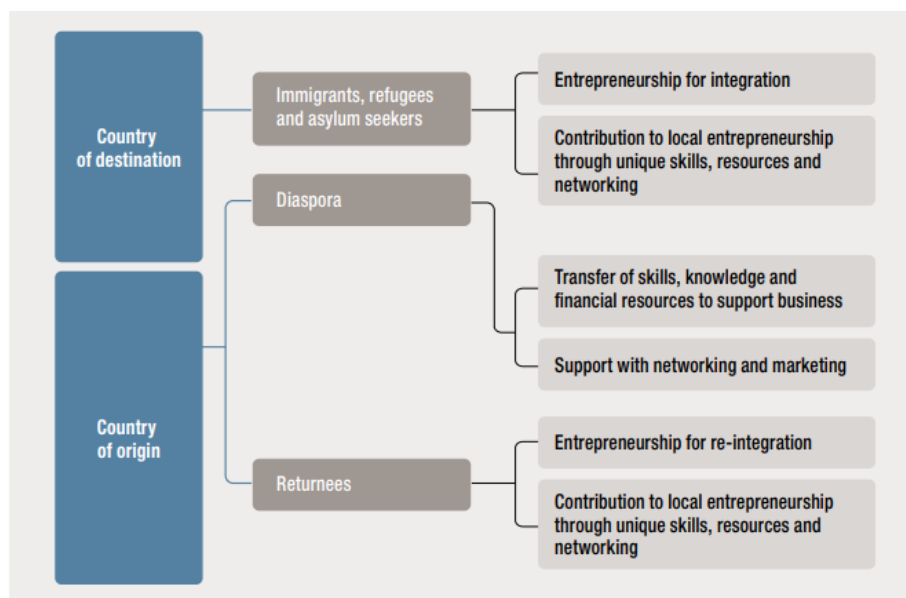 Country
of destination
Immigrants, refugees
and asylum seekers
Entrepreneurship for integration
Contribution to local entrepreneurship
through unique skills, resources and
networking
Diaspora
Transfer of skills, knowledge and
financial resources to support business
Support with networking and marketing
Country
of origin
Returnees
Entrepreneurship for re-integration
Contribution to local entrepreneurship
through unique skills, resources and
networking